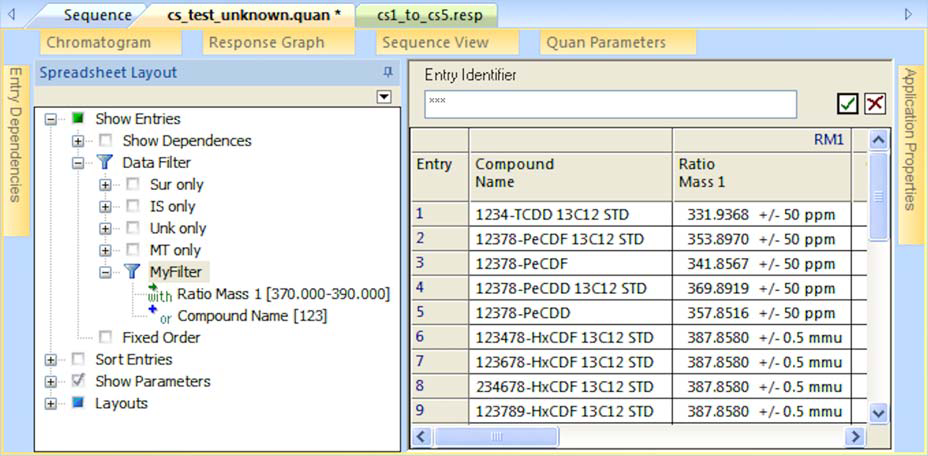 Sequence cs_test_unknown.quan * cs1_to_cs5.resp
Chromatogram Response Graph Sequence View Quan Parameters
Entry Dependencies
Spreadsheet Layout
Show Entries
Show Dependences
Data Filter
Sur only
IS only
Unk only
MT only
MyFilter
with Ratio Mass 1 [370.000-390.000]
or Compound Name [123]
Fixed Order
Sort Entries
Show Parameters
Layouts
Entry Identifier
***
RM1
Entry Compound Name Ratio Mass 1
1 1234-TCDD 13C12 STD 331.9368 +/- 50 ppm
2 12378-PeCDF 13C12 STD 353.8970 +/- 50 ppm
3 12378-PeCDF 341.8567 +/- 50 ppm
4 12378-PeCDD 13C12 STD 369.8919 +/- 50 ppm
5 12378-PeCDD 357.8516 +/- 50 ppm
6 123478-HxCDF 13C12 STD 387.8580 +/- 0.5 mmu
7 123678-HxCDF 13C12 STD 387.8580 +/- 0.5 mmu
8 234678-HxCDF 13C12 STD 387.8580 +/- 0.5 mmu
9 123789-HxCDF 13C12 STD 387.8580 +/- 0.5 mmu
Application Properties